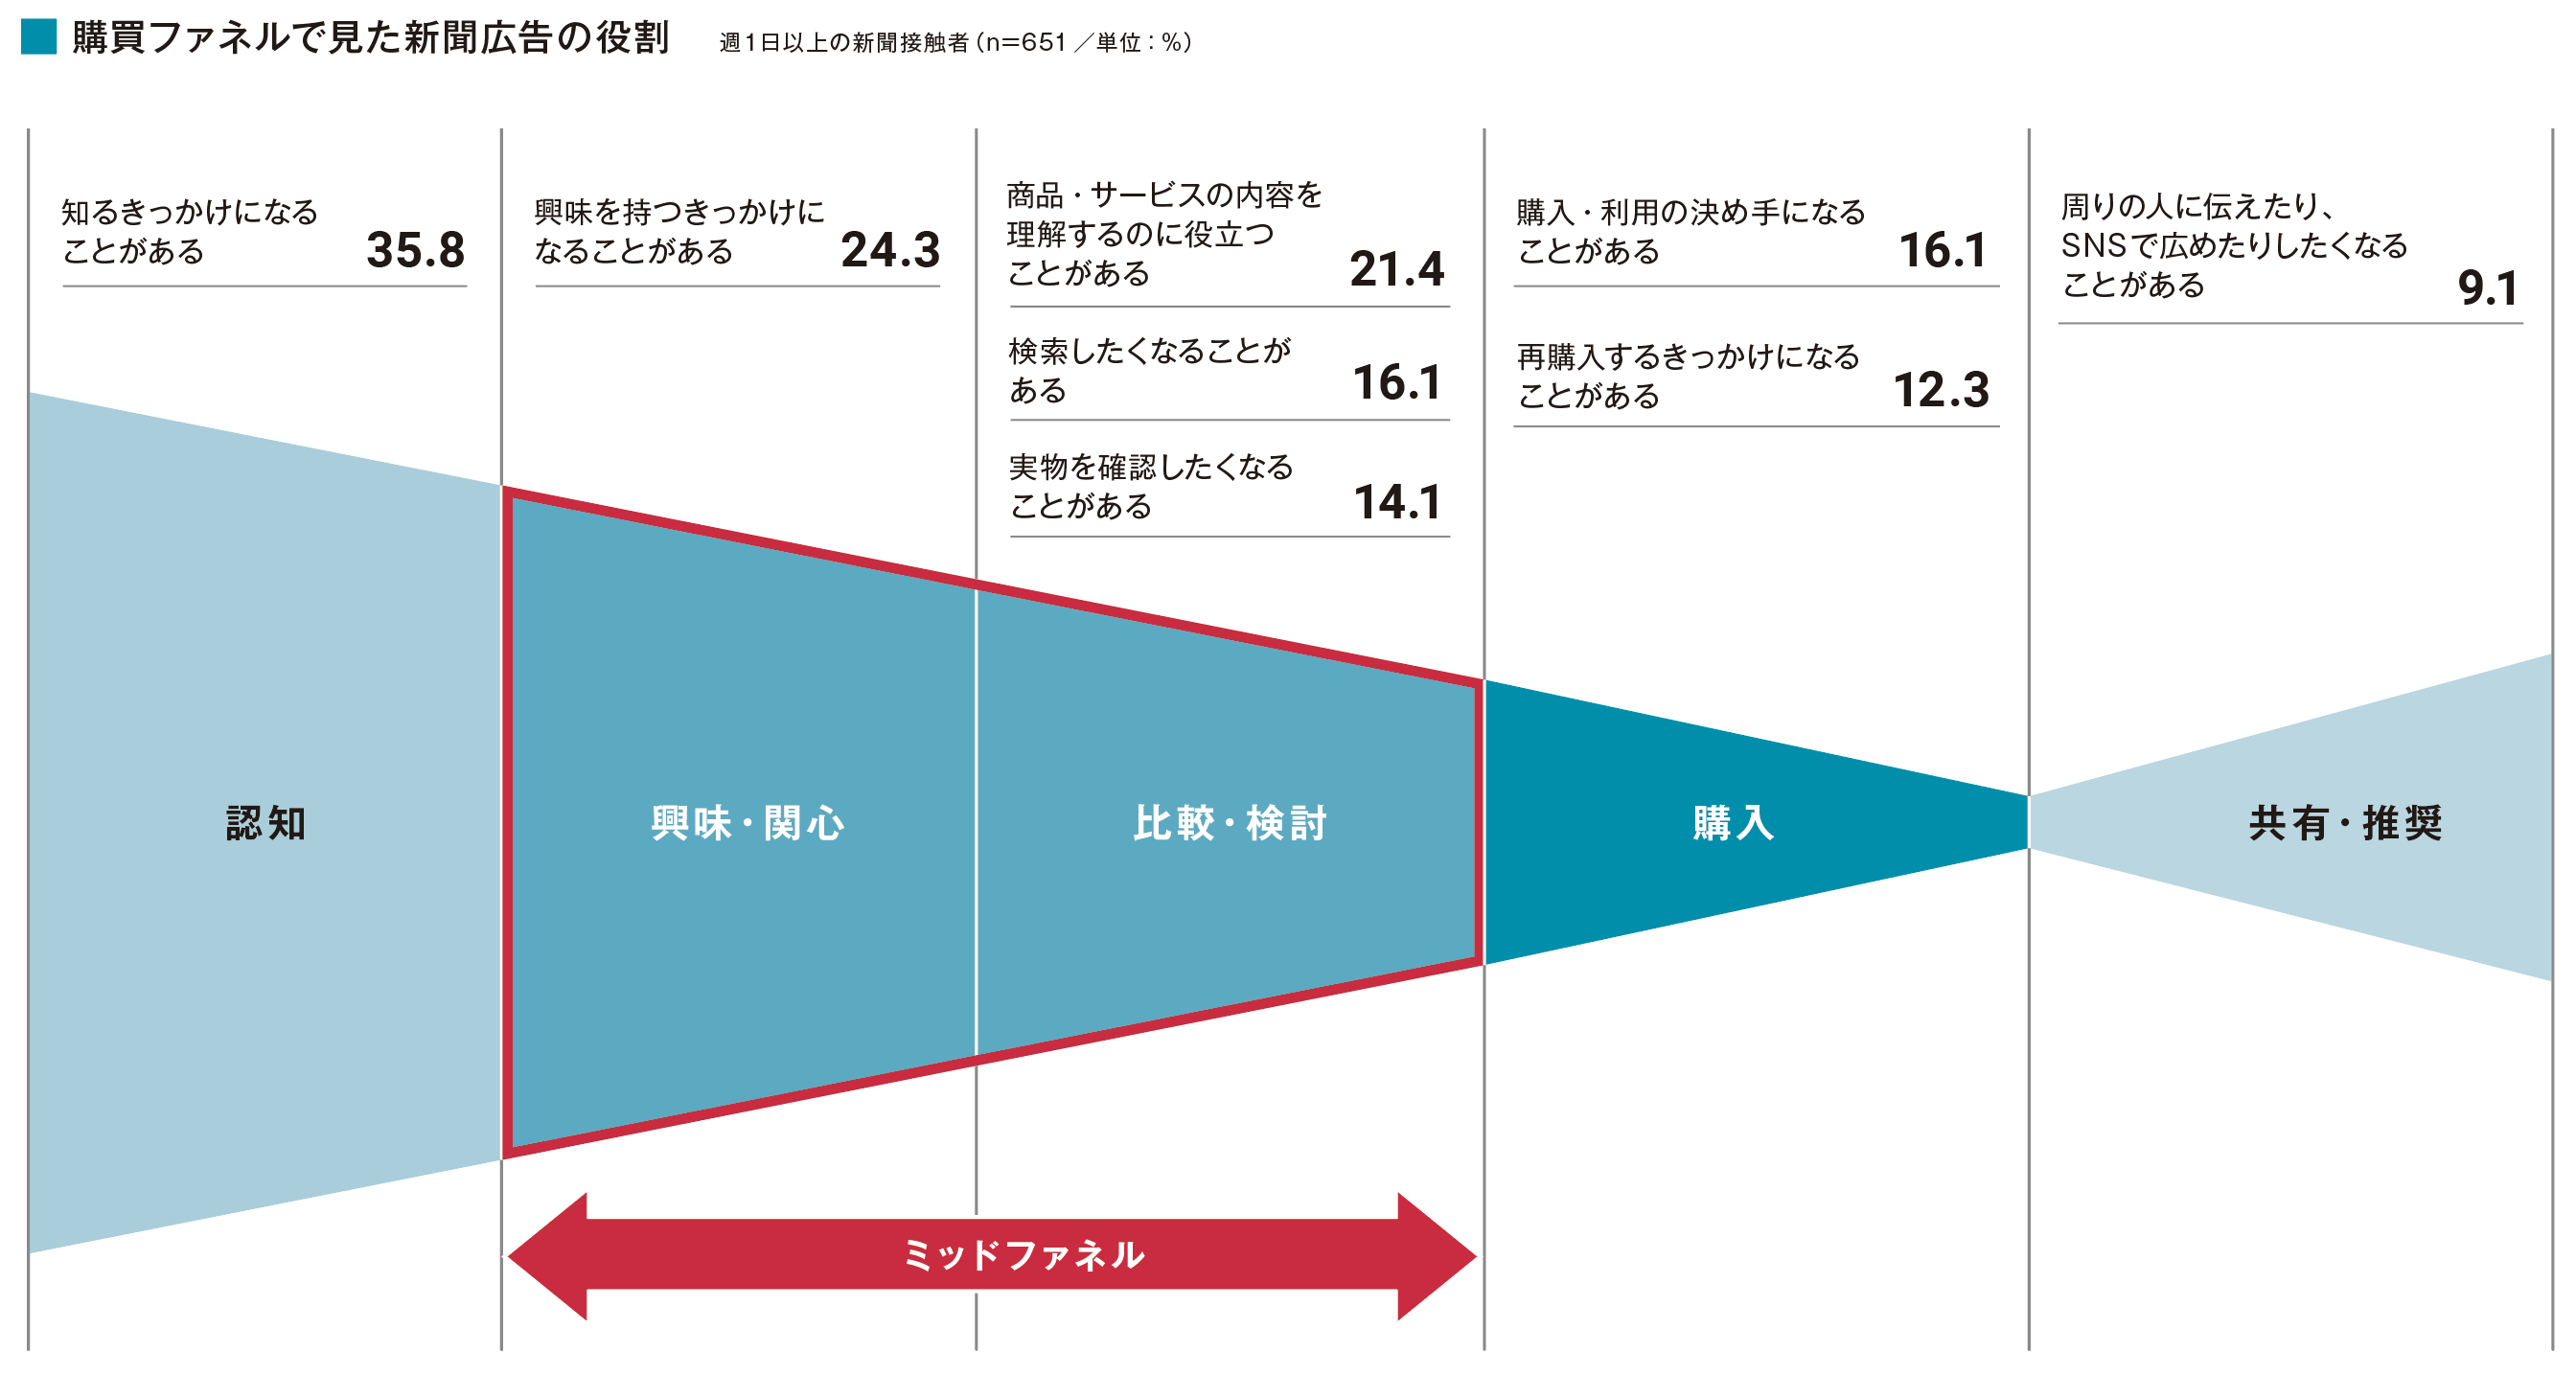 購買ファネルで見た新聞広告の役割
週1日以上の新聞接触者（n＝651／単位：%）
知るきっかけになる
ことがある
35.8
興味を持つきっかけに
なることがある
24.3
商品・サービスの内容を
理解するのに役立つ
ことがある
21.4
検索したくなることが
ある
16.1
実物を確認したくなる
ことがある
14.1
購入・利用の決め手になる
ことがある
16.1
再購入するきっかけになる
ことがある
12.3
周りの人に伝えたり、
SNSで広めたりしたくなる
ことがある
9.1
認知
興味・関心
比較・検討
購入
共有・推奨
ミッドファネル